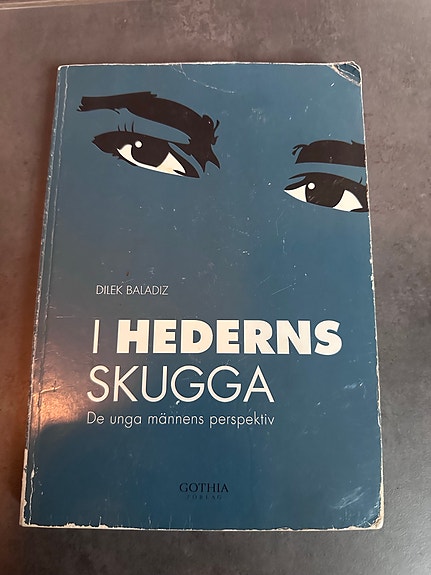 DILEK BALADIZ
I HEDERNS
SKUGGA
De unga männens perspektiv
GOTHIA
FÖRLAG